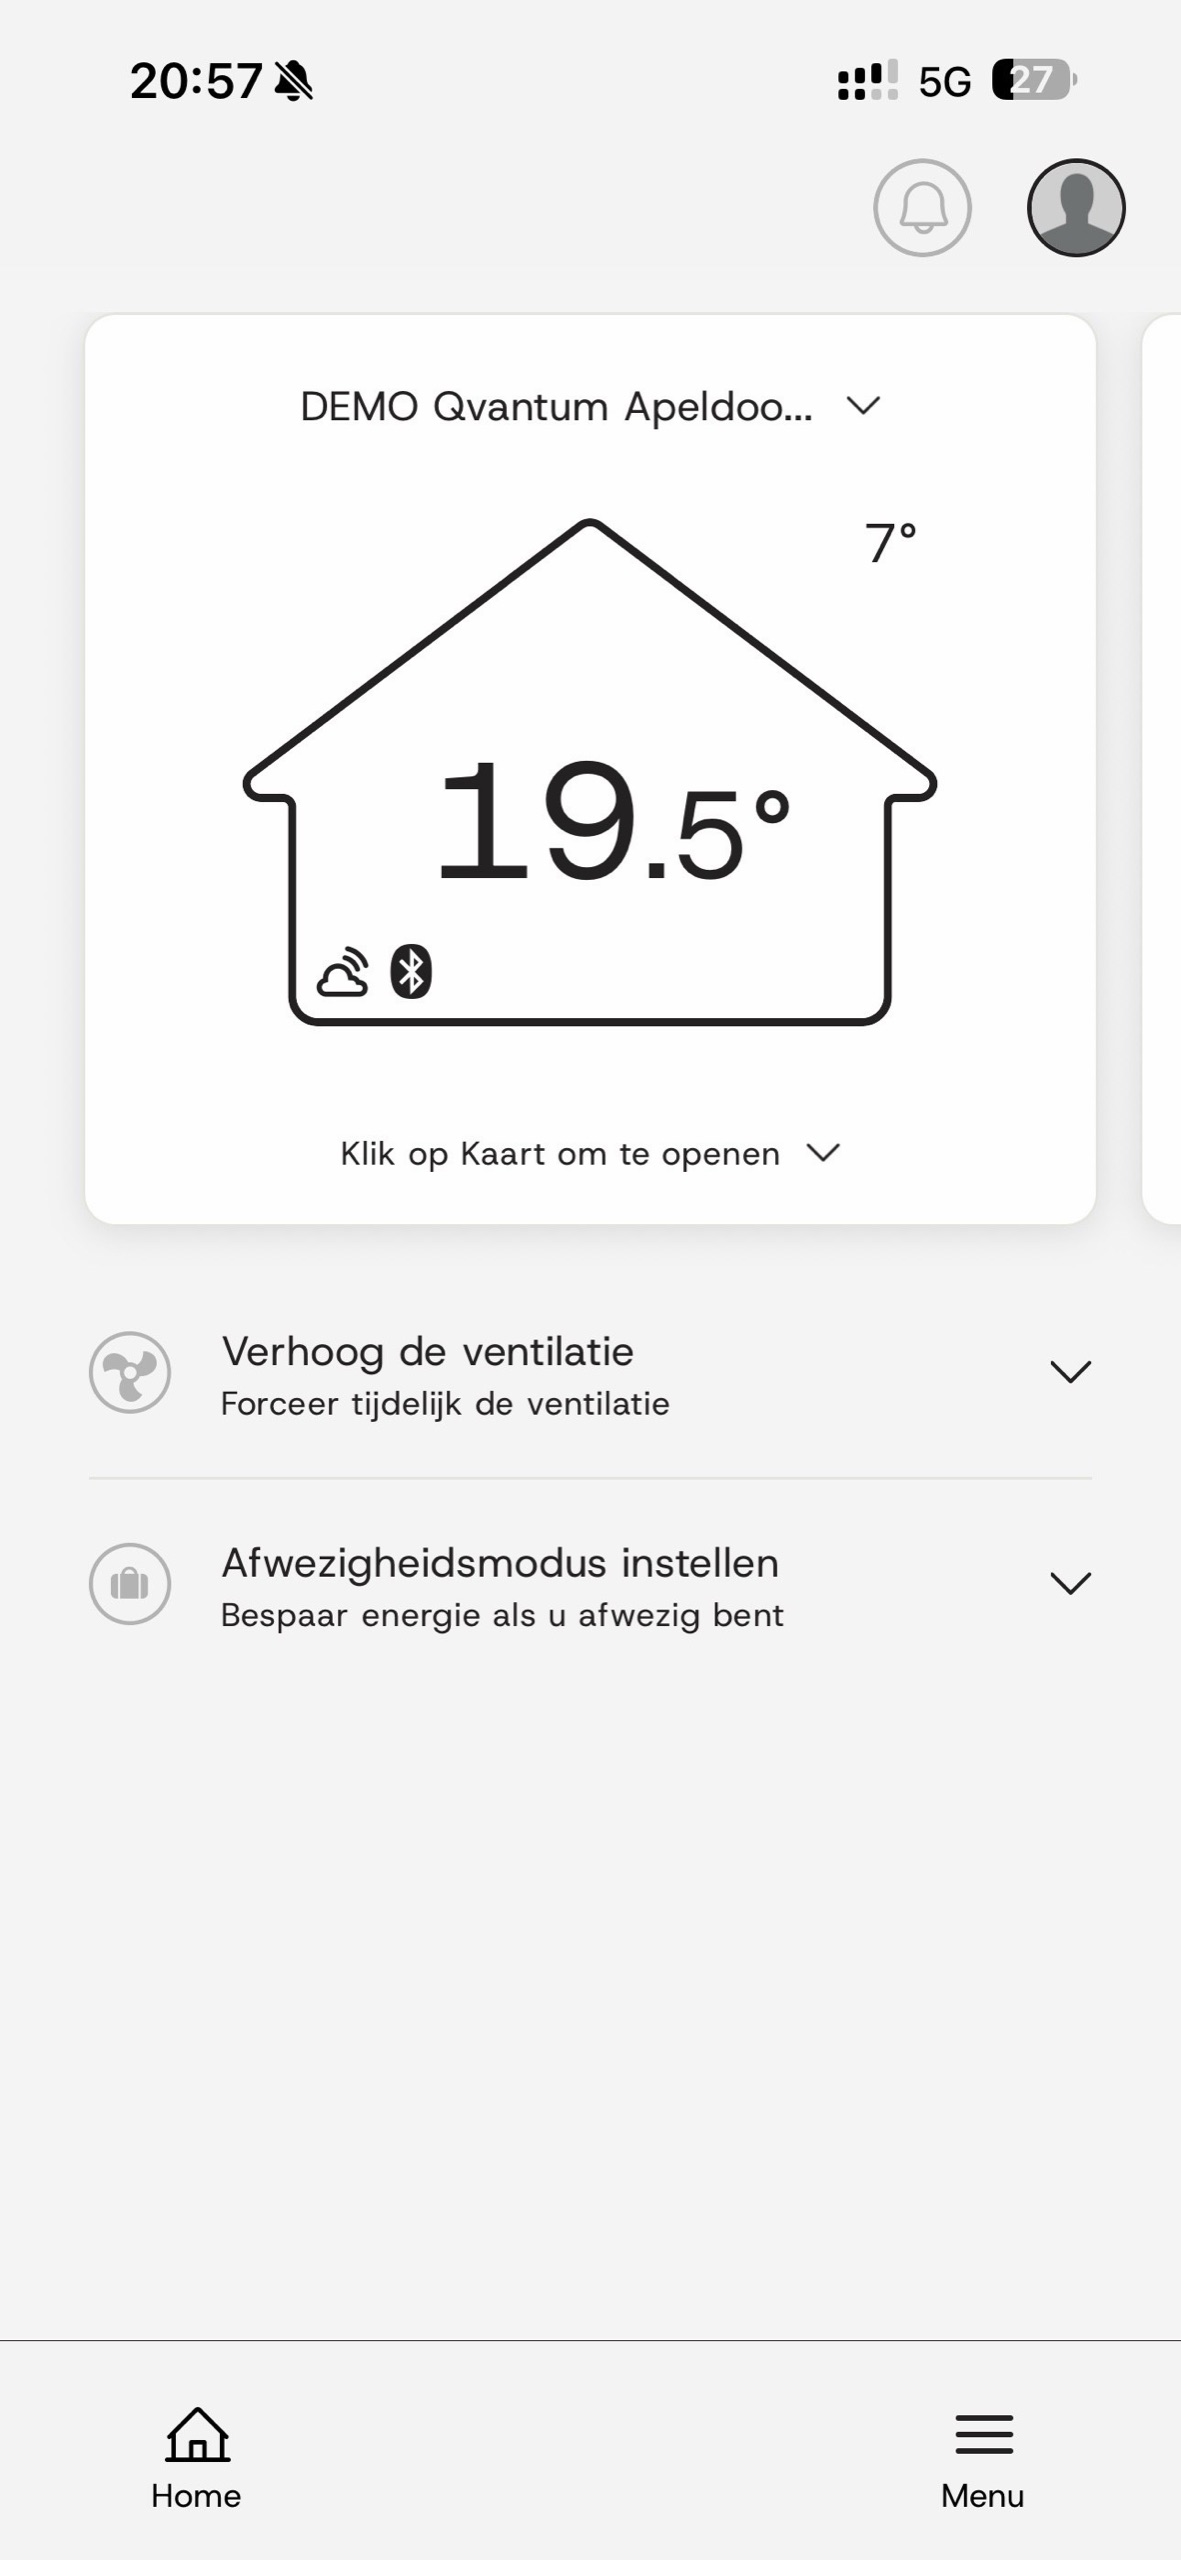 20:57
5G
27
DEMO Qvantum Apeldoo...
7°
19.5°
Klik op Kaart om te openen
Verhoog de ventilatie
Forceer tijdelijk de ventilatie
Afwezigheidsmodus instellen
Bespaar energie als u afwezig bent
Home
Menu